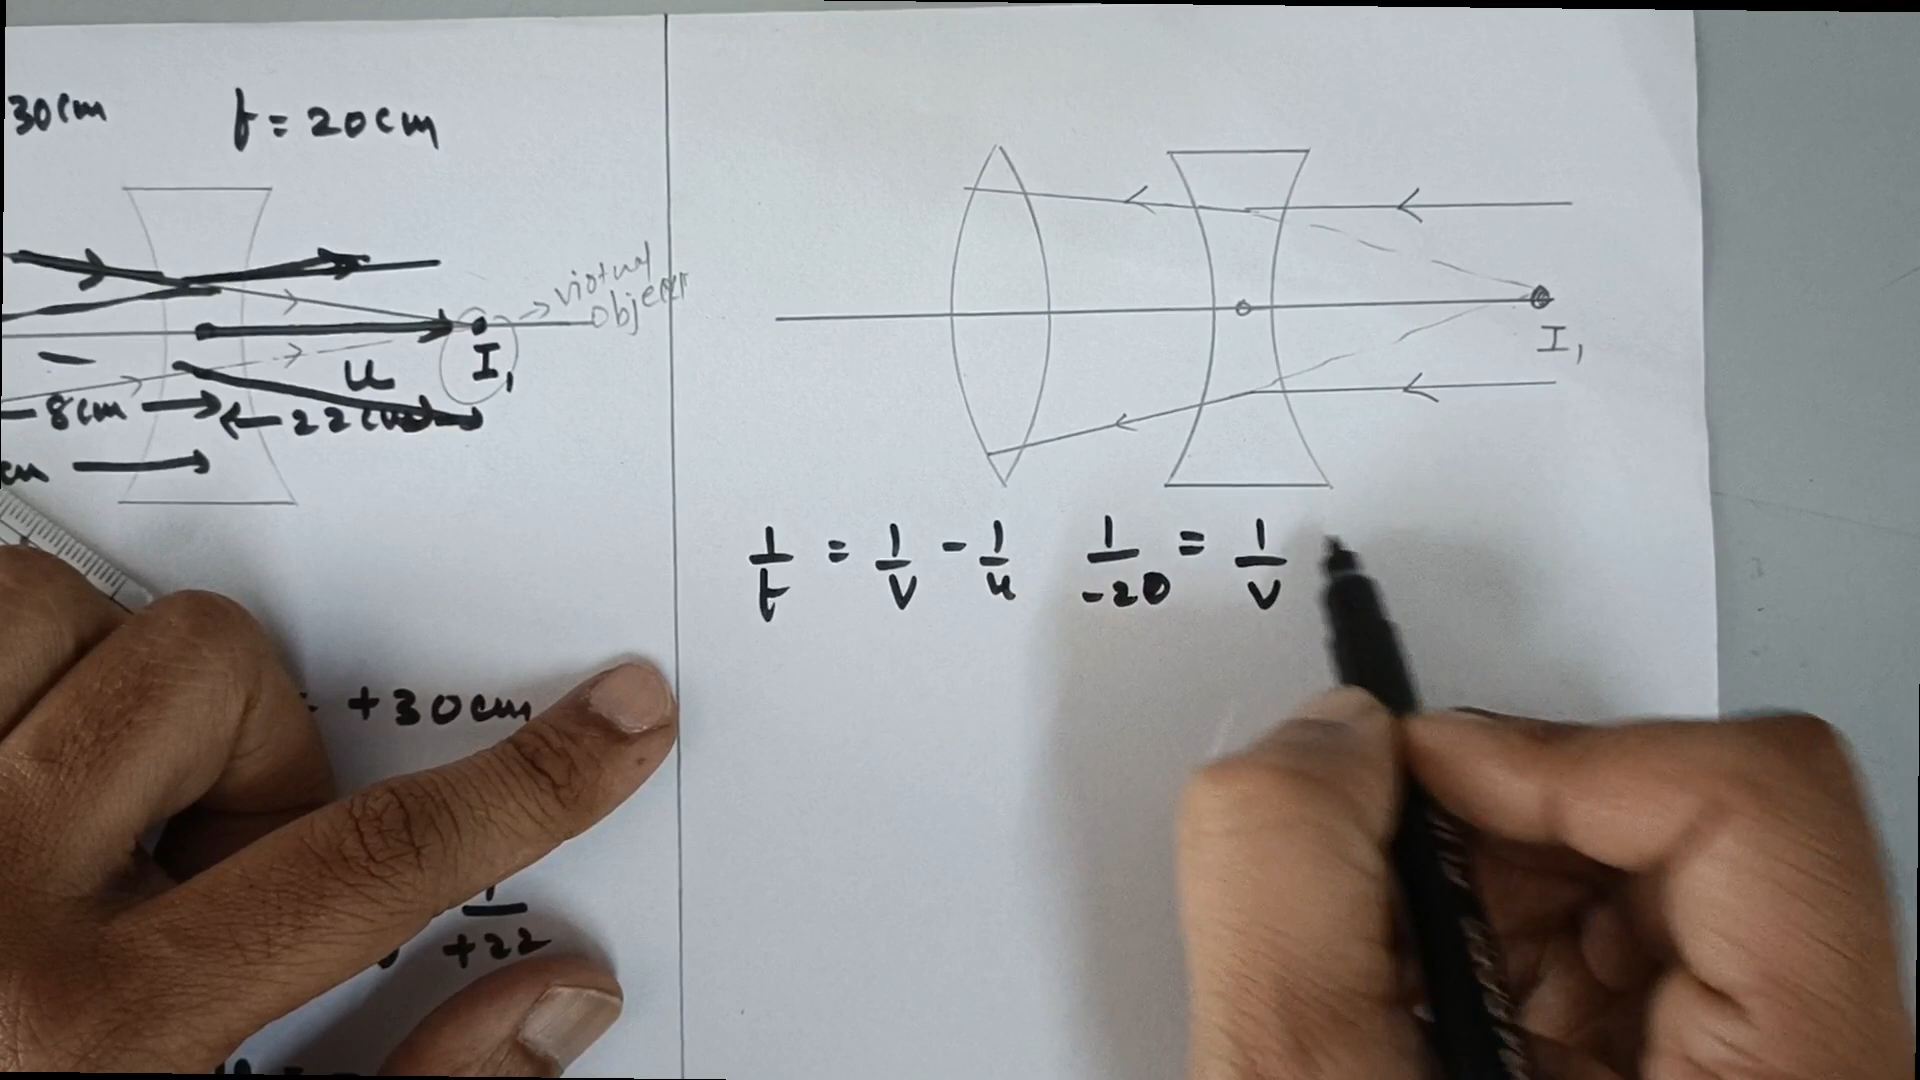 30cm f = 20cm
virtual
object
u I₁
8cm 22cm
cm
I₁
1/f = 1/v - 1/u 1/-20 = 1/v
+30cm
1/+22